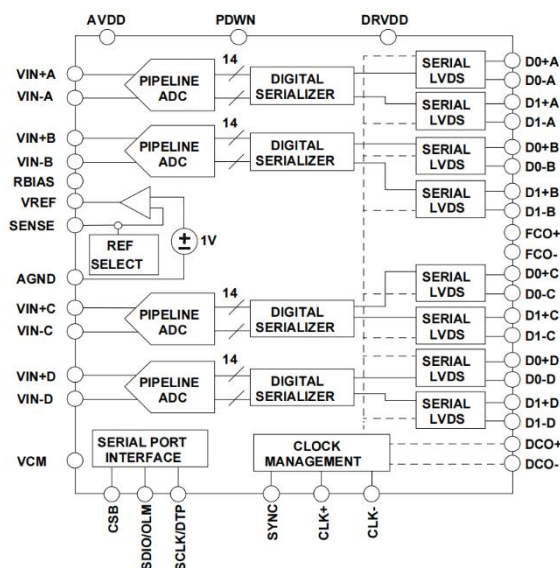 AVDD PDWN DRVDD
VIN+A
VIN-A
PIPELINE
ADC
14
DIGITAL
SERIALIZER
SERIAL
LVDS
D0+A
D0-A
SERIAL
LVDS
D1+A
D1-A
VIN+B
VIN-B
PIPELINE
ADC
14
DIGITAL
SERIALIZER
SERIAL
LVDS
D0+B
D0-B
SERIAL
LVDS
D1+B
D1-B
RBIAS
VREF
SENSE
REF
SELECT
1V
AGND
FCO+
FCO-
VIN+C
VIN-C
PIPELINE
ADC
14
DIGITAL
SERIALIZER
SERIAL
LVDS
D0+C
D0-C
SERIAL
LVDS
D1+C
D1-C
VIN+D
VIN-D
PIPELINE
ADC
14
DIGITAL
SERIALIZER
SERIAL
LVDS
D0+D
D0-D
SERIAL
LVDS
D1+D
D1-D
VCM
SERIAL PORT
INTERFACE
CLOCK
MANAGEMENT
DCO+
DCO-
CSB
SDIO/OLM
SCLK/DTP
SYNC
CLK+
CLK-